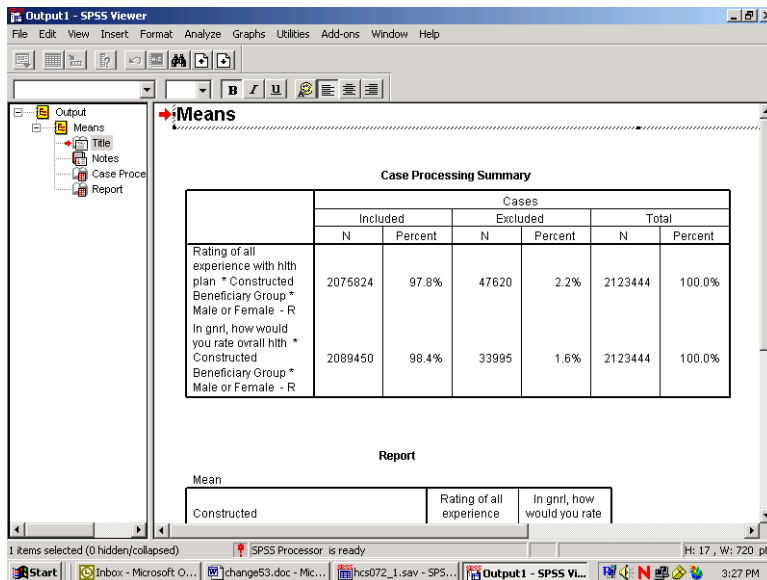 Output1 - SPSS Viewer
File Edit View Insert Format Analyze Graphs Utilities Add-ons Window Help
B I U
Output
Means
Title
Notes
Case Proce
Report
Means
Case Processing Summary
Cases
Included Excluded Total
N Percent N Percent N Percent
Rating of all
experience with hlth
plan * Constructed
Beneficiary Group *
Male or Female - R
2075824 97.8% 47620 2.2% 2123444 100.0%
In gnrl, how would
you rate ovrall hlth *
Constructed
Beneficiary Group *
Male or Female - R
2089450 98.4% 33995 1.6% 2123444 100.0%
Report
Mean
Constructed
Rating of all
experience
In gnrl, how
would you rate
1 items selected (0 hidden/collapsed) SPSS Processor is ready H: 17 , W: 720 pt
Start Inbox - Microsoft O... change53.doc - Mic... hcs072_1.sav - SPS... Output1 - SPSS Vi... 3:27 PM